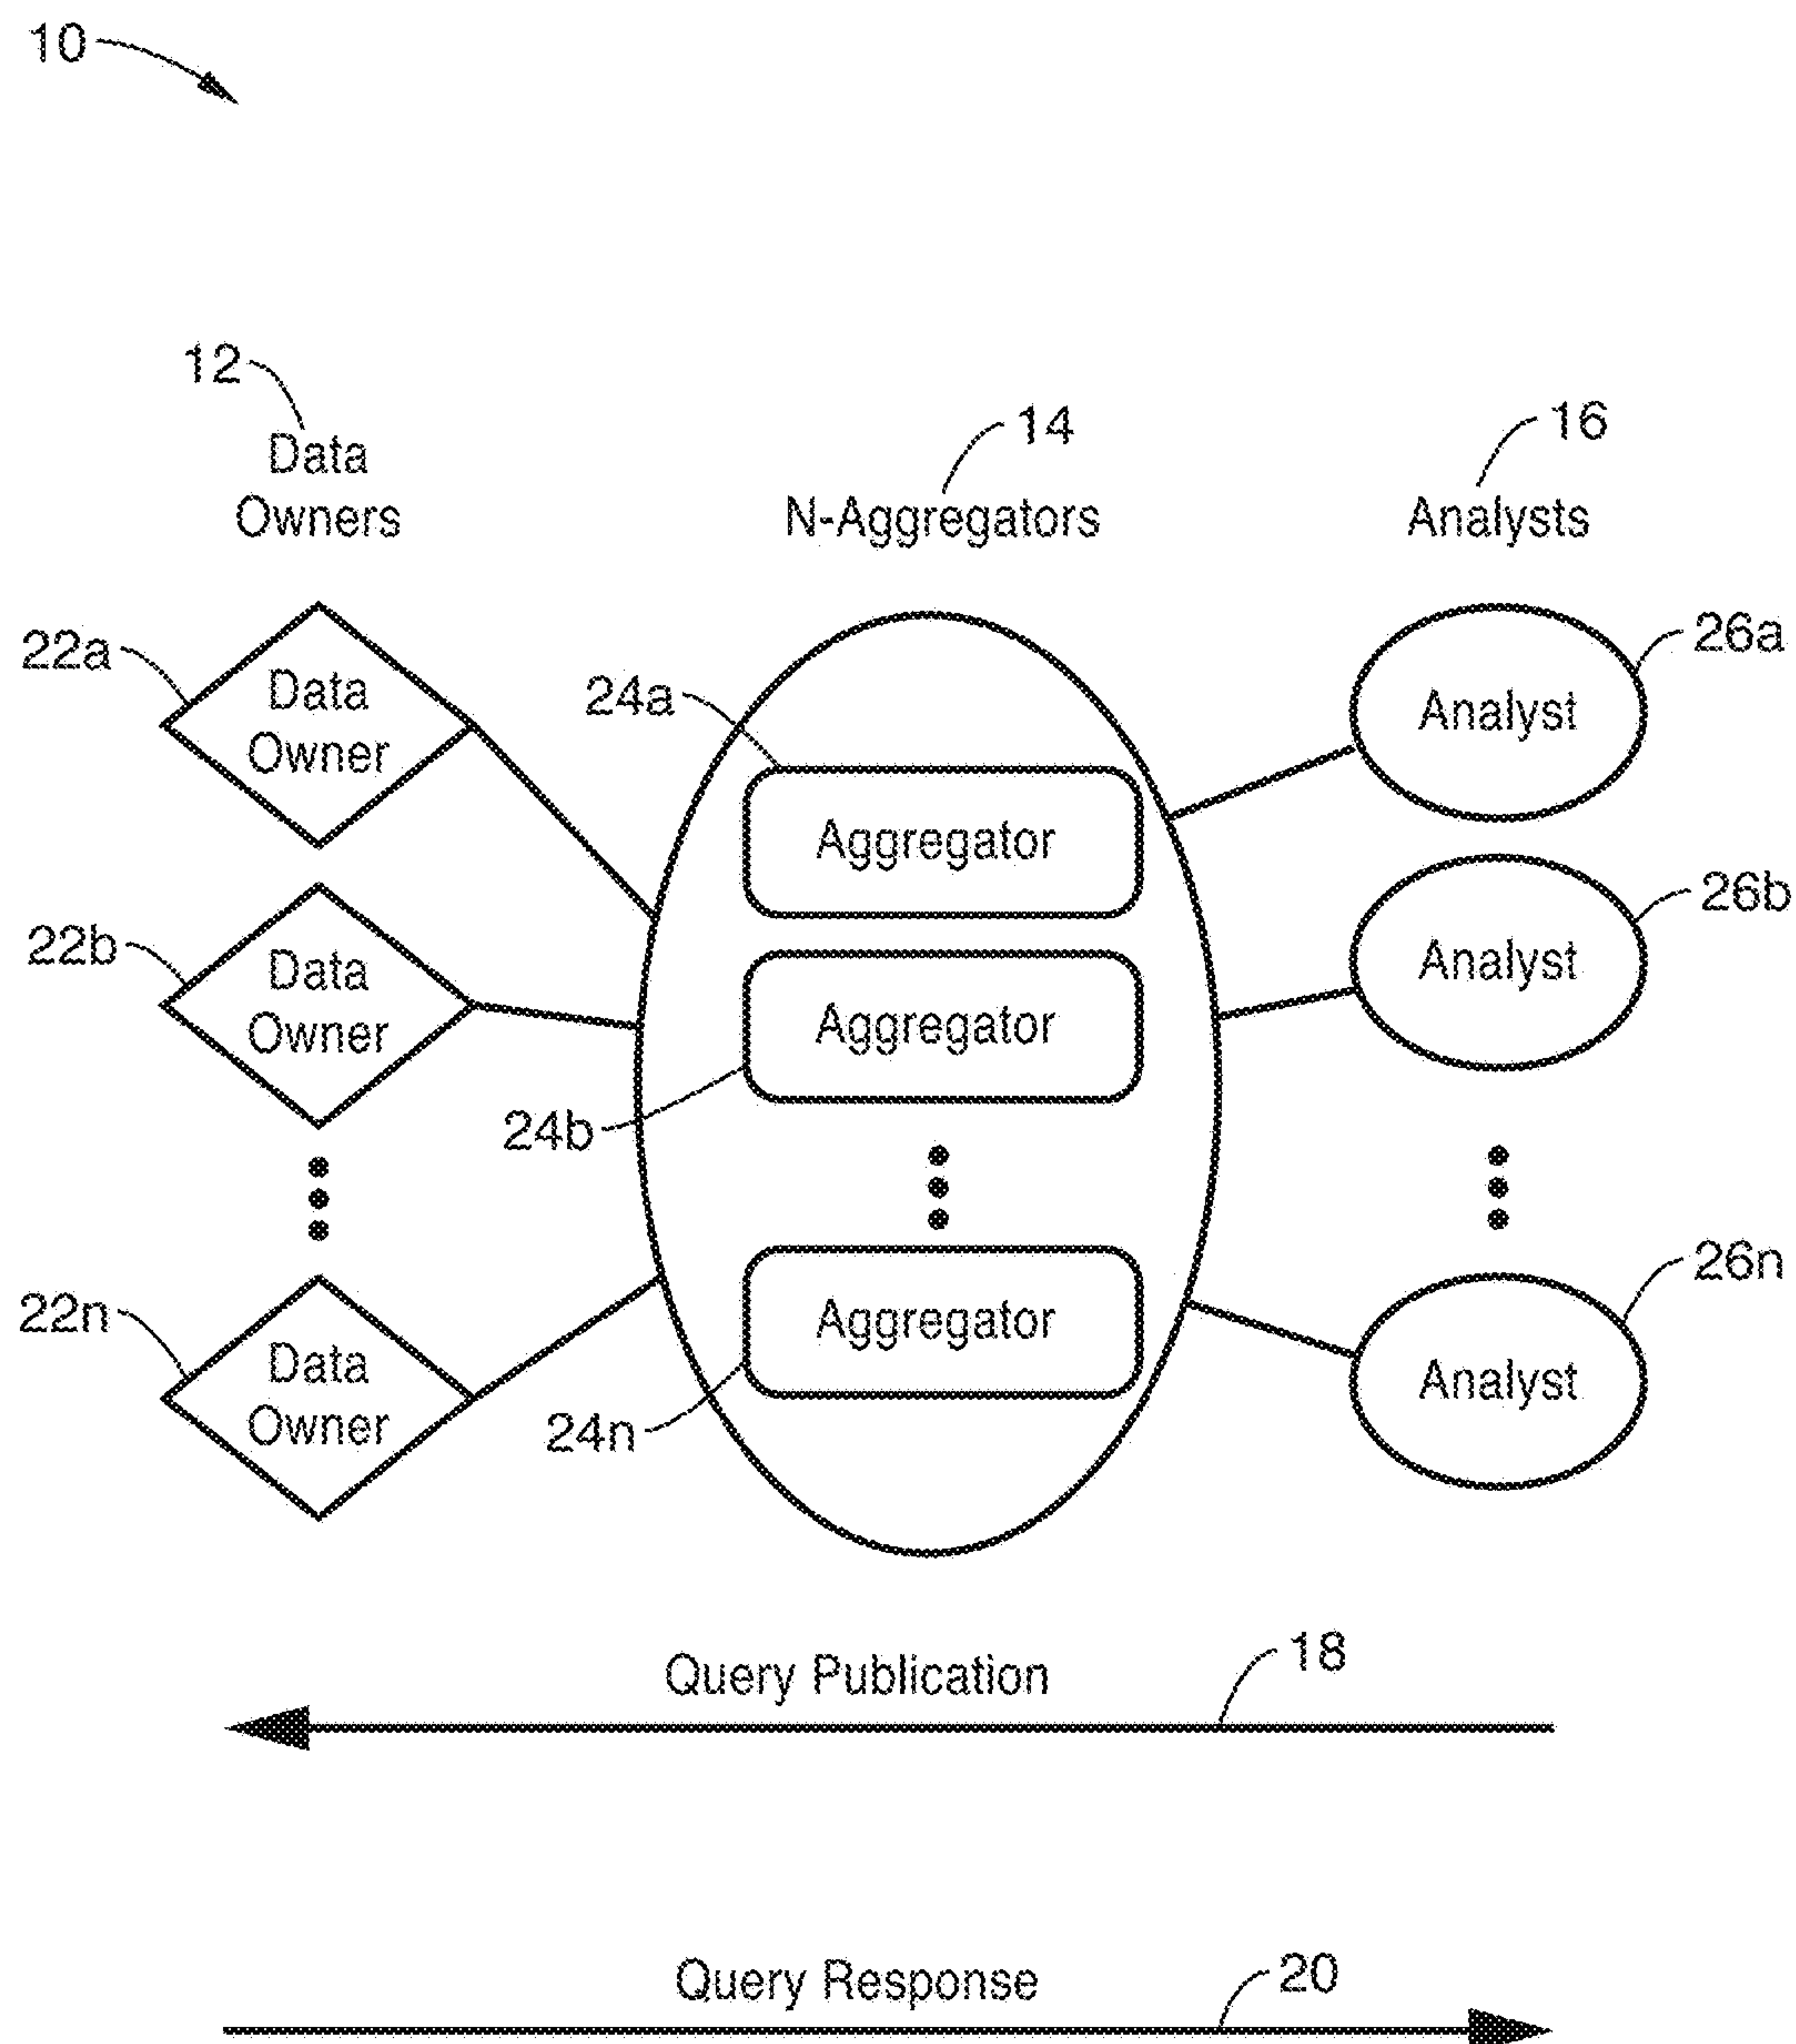 10
12
Data
Owners
14
N-Aggregators
16
Analysts
22a
Data
Owner
24a
Aggregator
26a
Analyst
22b
Data
Owner
24b
Aggregator
26b
Analyst
22n
Data
Owner
24n
Aggregator
26n
Analyst
Query Publication
18
Query Response
20